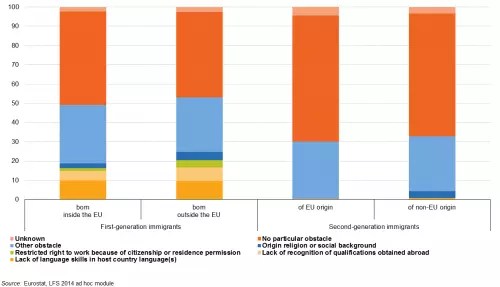 100
90
80
70
60
50
40
30
20
10
0
born
inside the EU
born
outside the EU
of EU origin
of non-EU origin
First-generation immigrants
Second-generation immigrants
Unknown
No particular obstacle
Other obstacle
Origin religion or social background
Restricted right to work because of citizenship or residence permission
Lack of recognition of qualifications obtained abroad
Lack of language skills in host country language(s)
Source: Eurostat, LFS 2014 ad hoc module